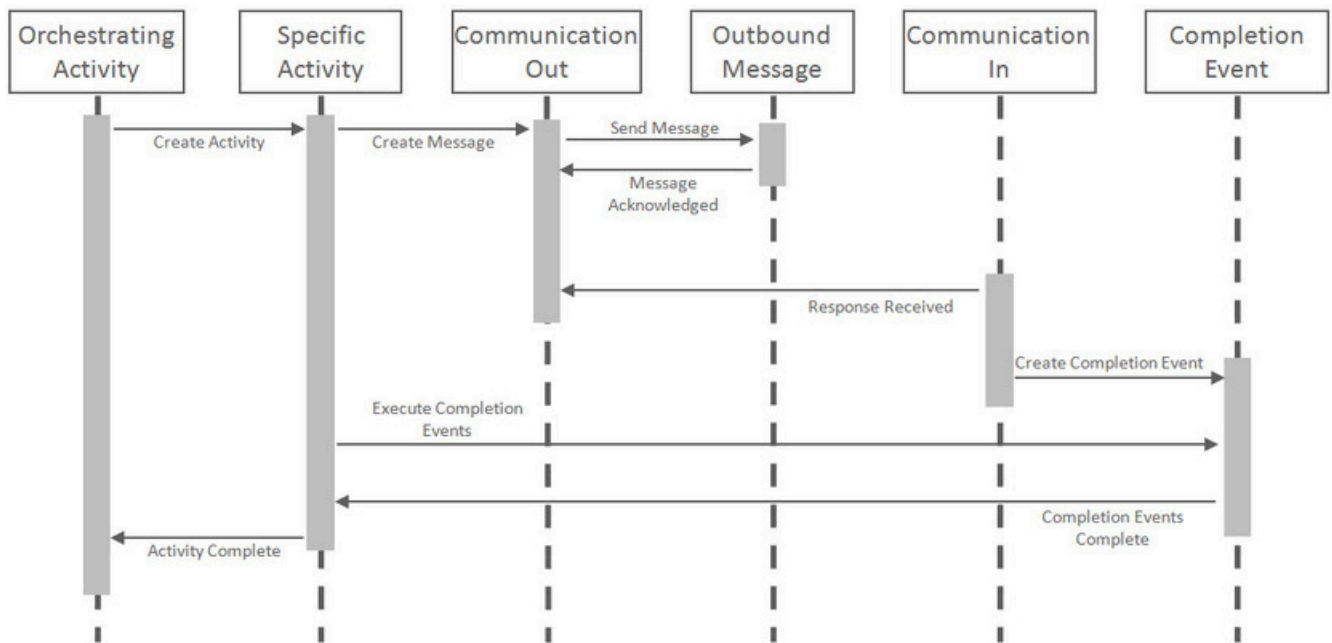 Orchestrating
Activity
Specific
Activity
Communication
Out
Outbound
Message
Communication
In
Completion
Event
Create Activity
Create Message
Send Message
Message
Acknowledged
Response Received
Create Completion Event
Execute Completion
Events
Completion Events
Complete
Activity Complete